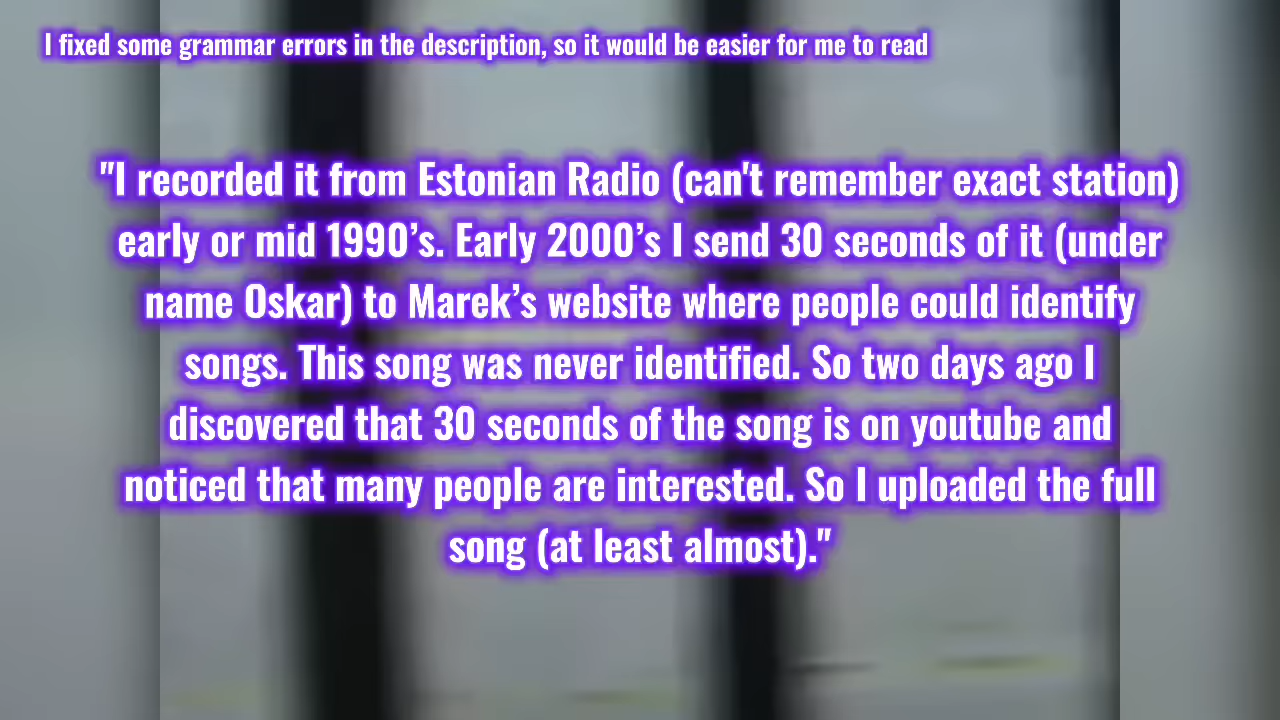 I fixed some grammar errors in the description, so it would be easier for me to read
"I recorded it from Estonian Radio (can't remember exact station)
early or mid 1990’s. Early 2000’s I send 30 seconds of it (under
name Oskar) to Marek’s website where people could identify
songs. This song was never identified. So two days ago I
discovered that 30 seconds of the song is on youtube and
noticed that many people are interested. So I uploaded the full
song (at least almost)."